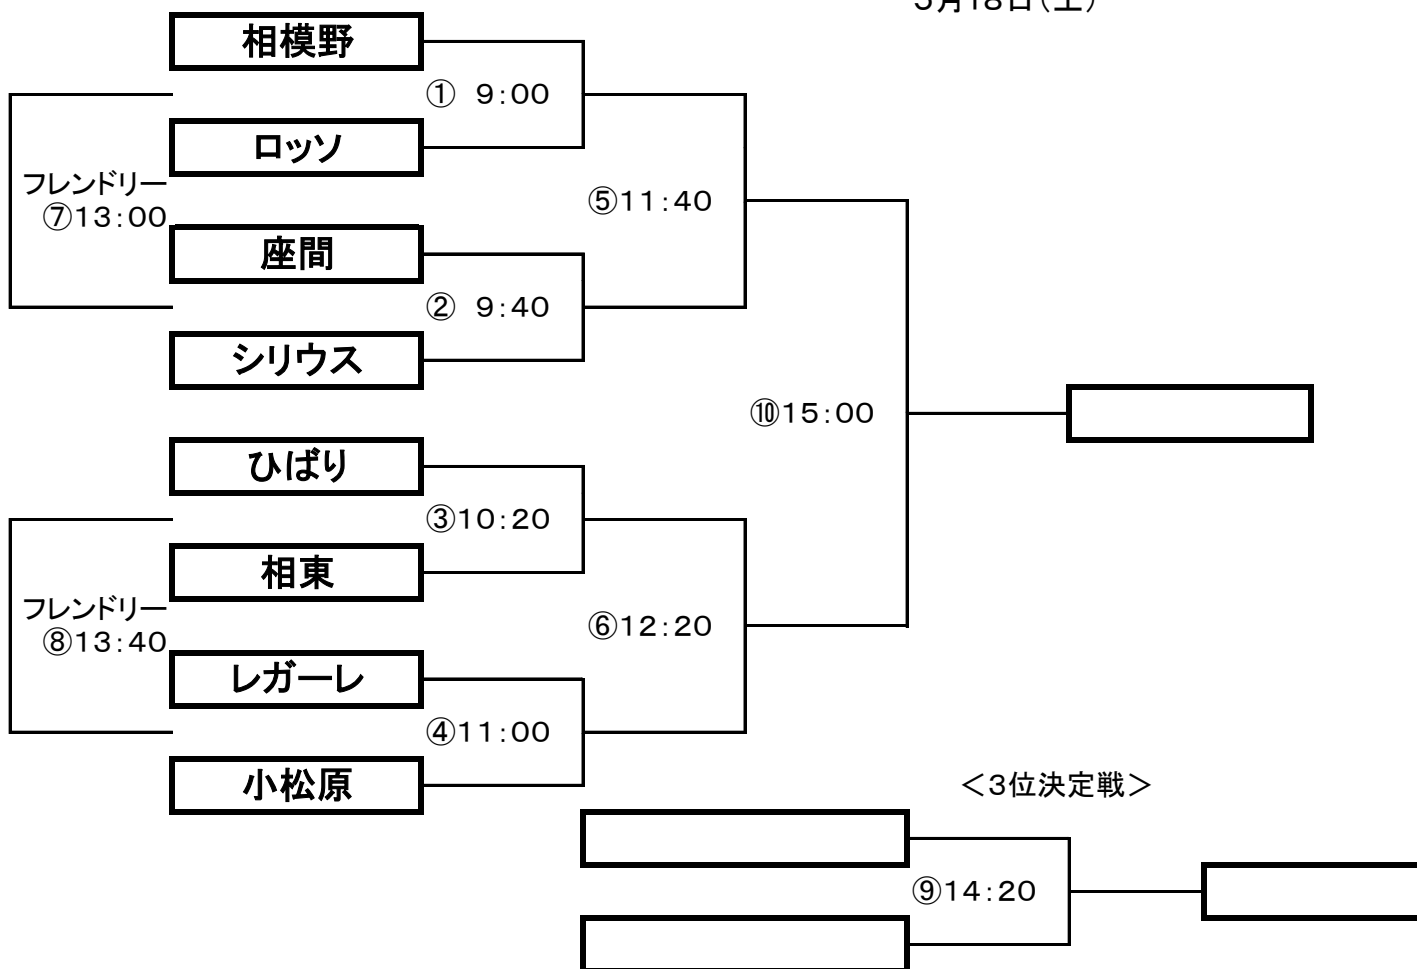 相模野
① 9:00
ロッソ
フレンドリー
⑦13:00
⑤11:40
座間
② 9:40
シリウス
⑩15:00
ひばり
③10:20
相東
フレンドリー
⑧13:40
⑥12:20
レガーレ
④11:00
小松原
<3位決定戦>
⑨14:20